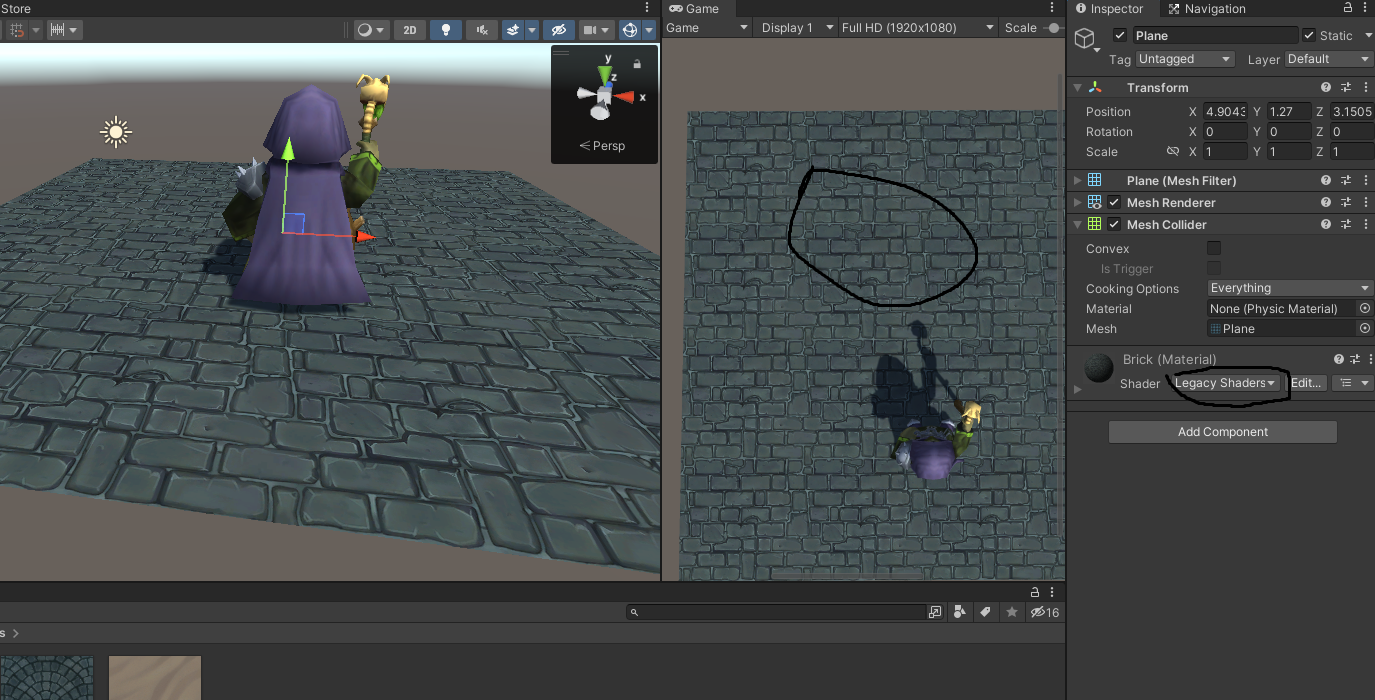 Store
Game
Inspector
Navigation
2D
Game
Display 1
Full HD (1920x1080)
Scale
Plane
Static
Tag
Untagged
Layer
Default
y
z
x
Persp
Transform
Position
X
4.9043
Y
1.27
Z
3.1505
Rotation
X
0
Y
0
Z
0
Scale
X
1
Y
1
Z
1
Plane (Mesh Filter)
Mesh Renderer
Mesh Collider
Convex
Is Trigger
Cooking Options
Everything
Material
None (Physic Material)
Mesh
Plane
Brick (Material)
Shader
Legacy Shaders
Edit...
Add Component
16
s